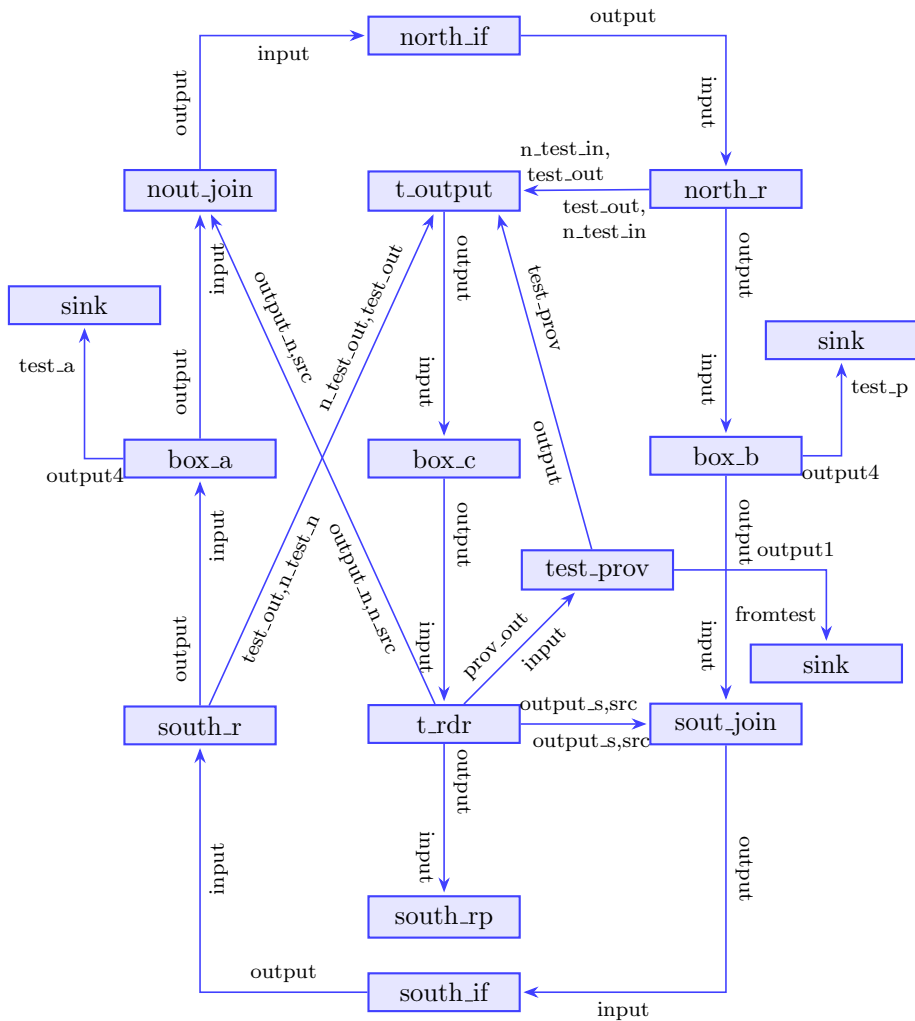 output
north_if
input
output
input
n_test_in,
test_out
nout_join
t_output
north_r
test_out,
n_test_in
input
output_n,src
n_test_out,test_out
output
test_prov
output
sink
sink
test_a
output
input
input
test_p
output4
box_a
box_c
output
box_b
output4
input
test_out,n_test_n
output_n,n_src
output
output
output1
test_prov
fromtest
output
input
prov_out
input
input
sink
south_r
t_rdr
output_s,src
output_s,src
sout_join
output
input
input
output
south_rp
output
south_if
input